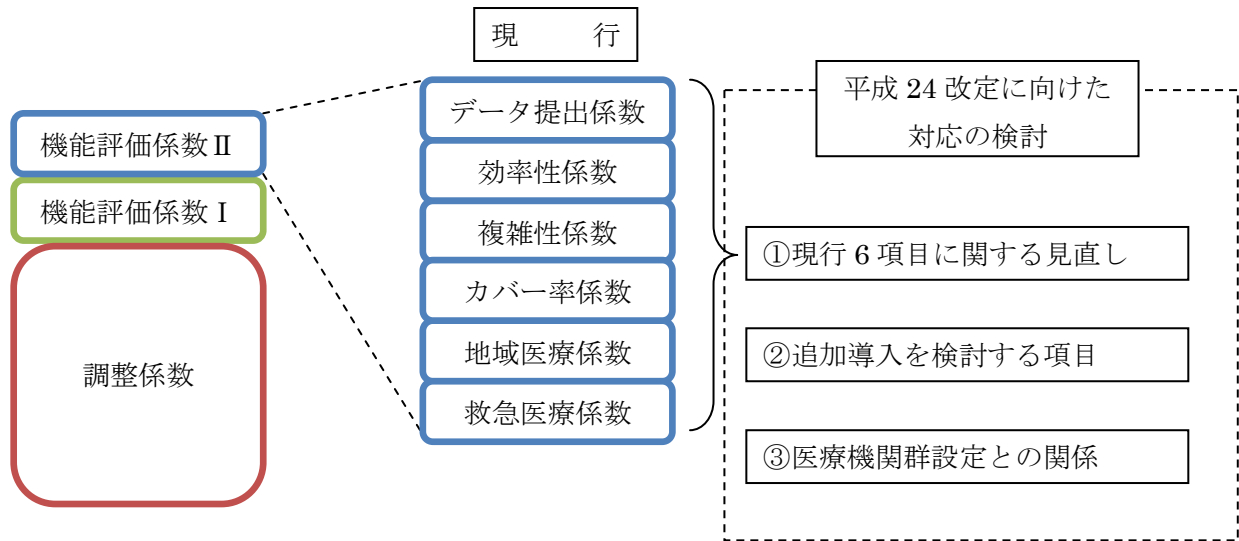 現 行
機能評価係数Ⅱ
機能評価係数Ⅰ
調整係数
データ提出係数
効率性係数
複雑性係数
カバー率係数
地域医療係数
救急医療係数
平成 24 改定に向けた
対応の検討
①現行 6 項目に関する見直し
②追加導入を検討する項目
③医療機関群設定との関係